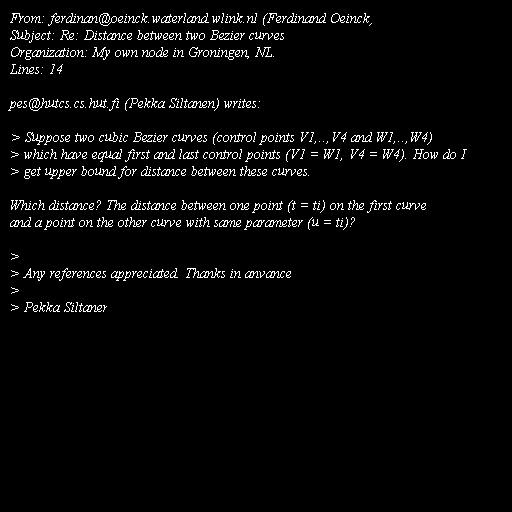 From: ferdinan@oeinck.waterland.wlink.nl (Ferdinand Oeinck,
Subject: Re: Distance between two Bezier curves
Organization: My own node in Groningen, NL.
Lines: 14

pes@hutcs.cs.hut.fi (Pekka Siltanen) writes:

> Suppose two cubic Bezier curves (control points V1,..,V4 and W1,..,W4)
> which have equal first and last control points (V1 = W1, V4 = W4). How do I
> get upper bound for distance between these curves.

Which distance? The distance between one point (t = ti) on the first curve
and a point on the other curve with same parameter (u = ti)?

>
> Any references appreciated. Thanks in anvance
>
> Pekka Siltaner